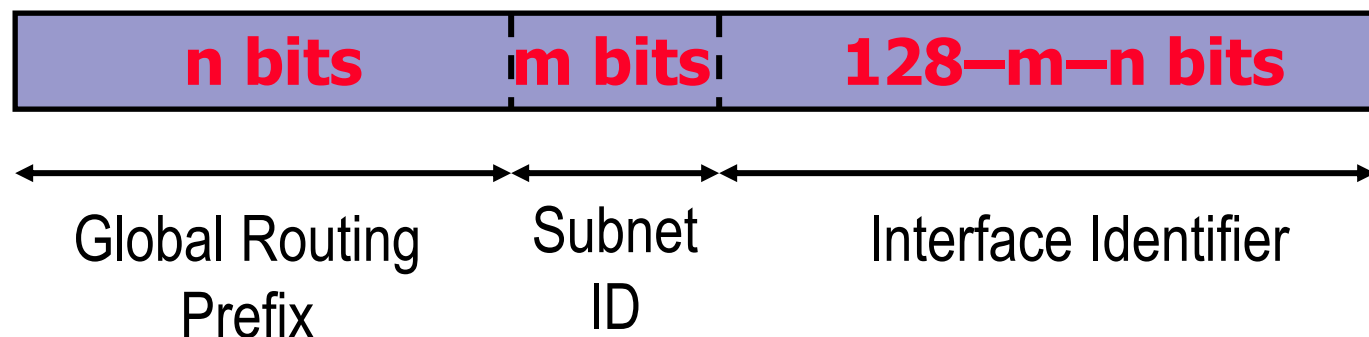 n bits m bits 128–m–n bits
Global Routing Prefix
Subnet ID
Interface Identifier